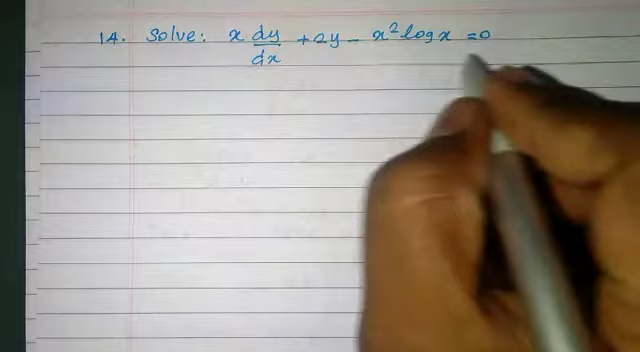 14. Solve: x dy/dx + 2y - x² log x = 0